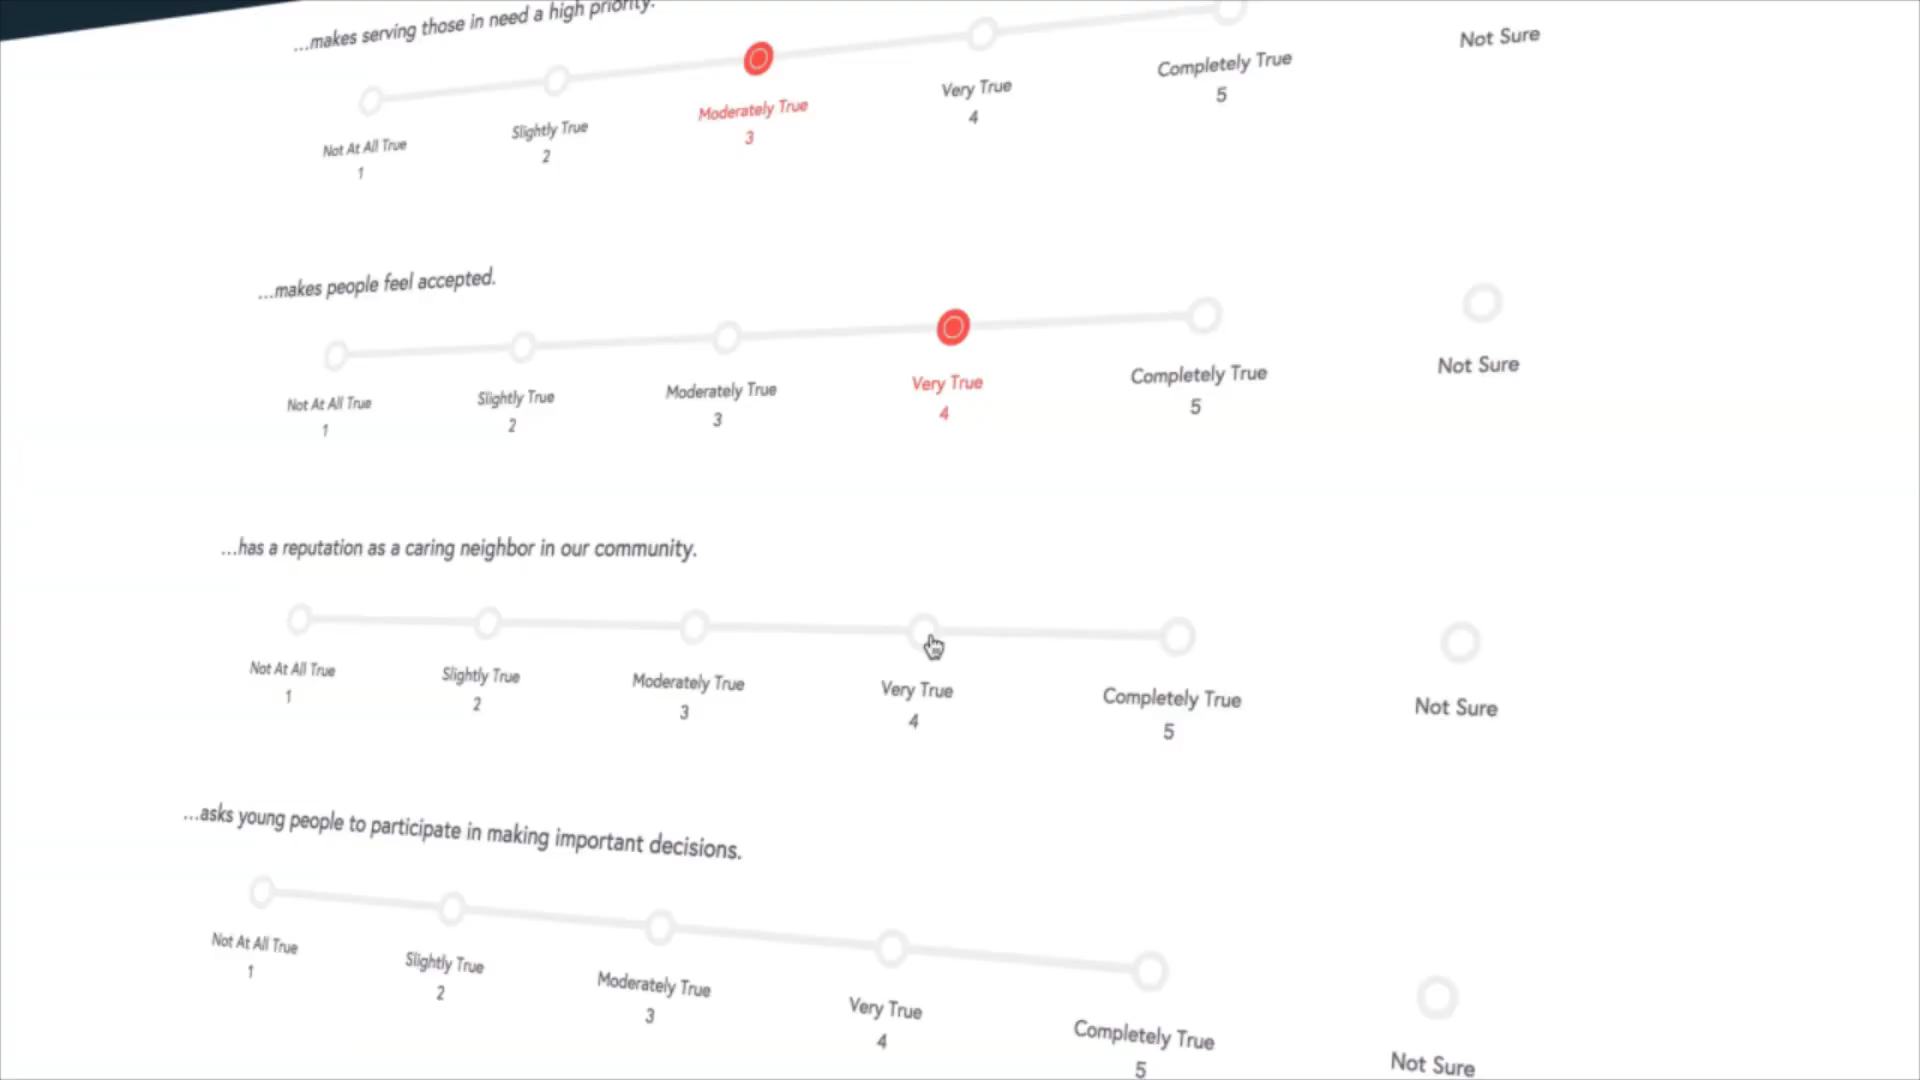 ...makes serving those in need a high priority.
Not At All True Slightly True Moderately True Very True Completely True Not Sure
1 2 3 4 5
...makes people feel accepted.
Not At All True Slightly True Moderately True Very True Completely True Not Sure
1 2 3 4 5
...has a reputation as a caring neighbor in our community.
Not At All True Slightly True Moderately True Very True Completely True Not Sure
1 2 3 4 5
...asks young people to participate in making important decisions.
Not At All True Slightly True Moderately True Very True Completely True Not Sure
1 2 3 4 5